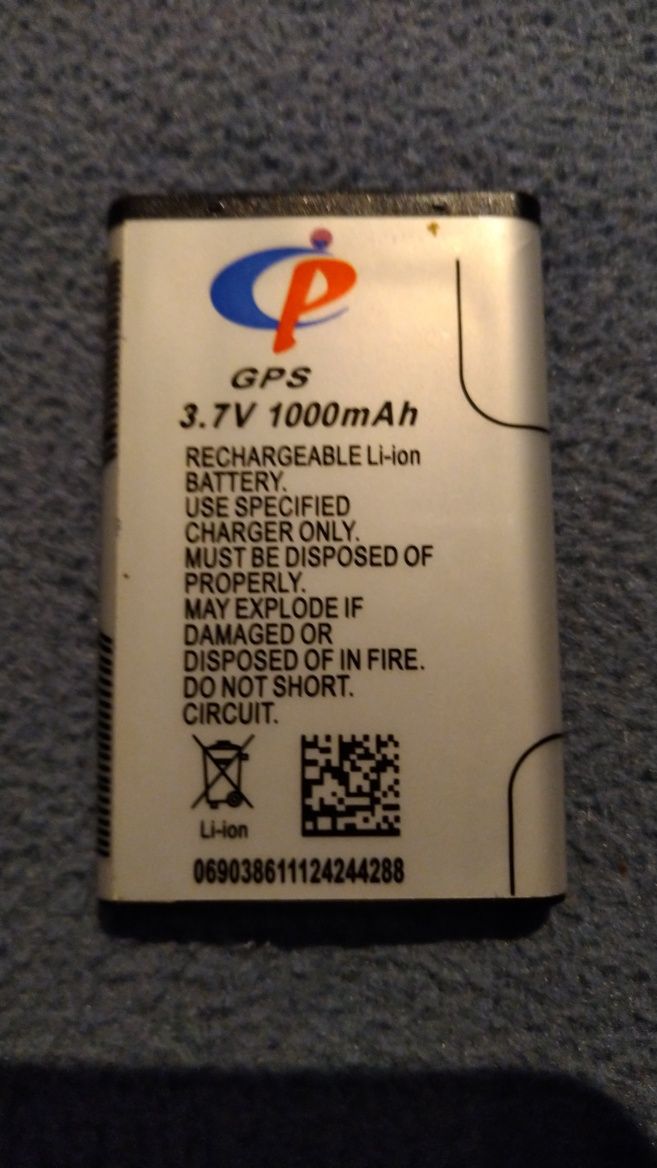 GPS
3.7V 1000mAh
RECHARGEABLE Li-ion
BATTERY.
USE SPECIFIED
CHARGER ONLY.
MUST BE DISPOSED OF
PROPERLY.
MAY EXPLODE IF
DAMAGED OR
DISPOSED OF IN FIRE.
DO NOT SHORT.
CIRCUIT.
Li-ion
069038611124244288